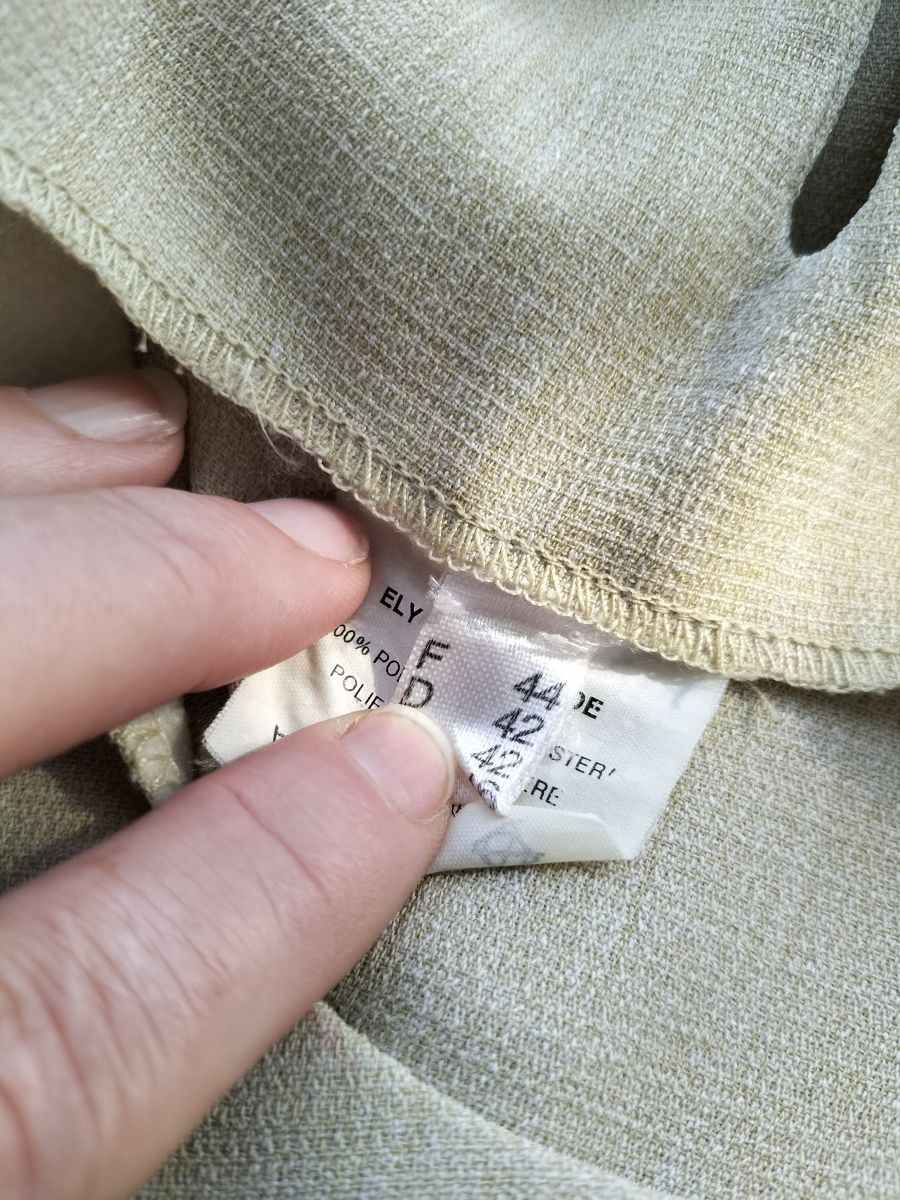 ELY
DE
00% PO
STER
POLIE
ERE
F 44
D 42
42